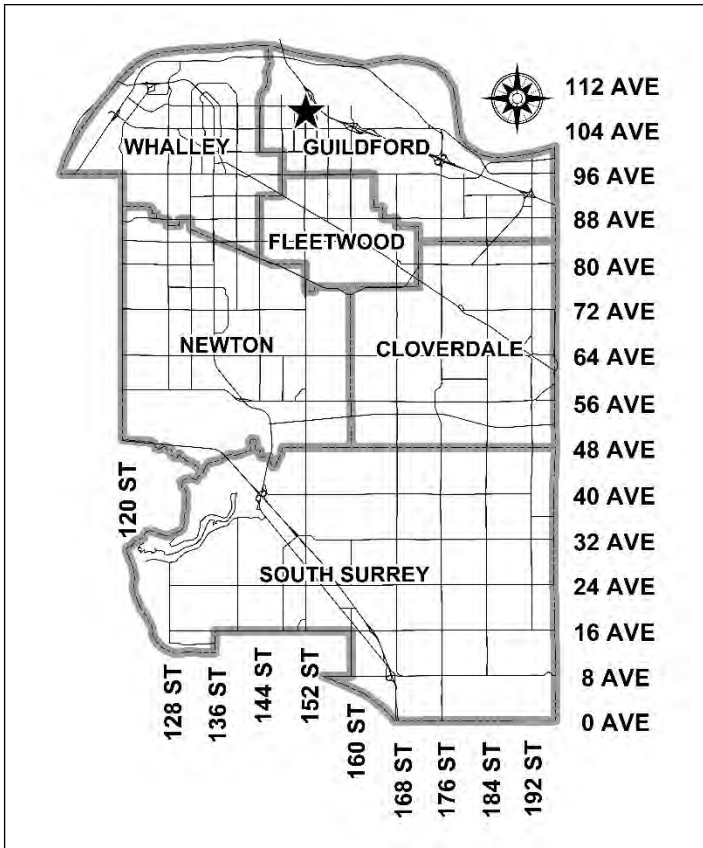 112 AVE
104 AVE
WHALLEY
GUILDFORD
96 AVE
88 AVE
FLEETWOOD
80 AVE
72 AVE
NEWTON
CLOVERDALE
64 AVE
56 AVE
48 AVE
120 ST
40 AVE
32 AVE
SOUTH SURREY
24 AVE
16 AVE
8 AVE
0 AVE
128 ST
136 ST
144 ST
152 ST
160 ST
168 ST
176 ST
184 ST
192 ST